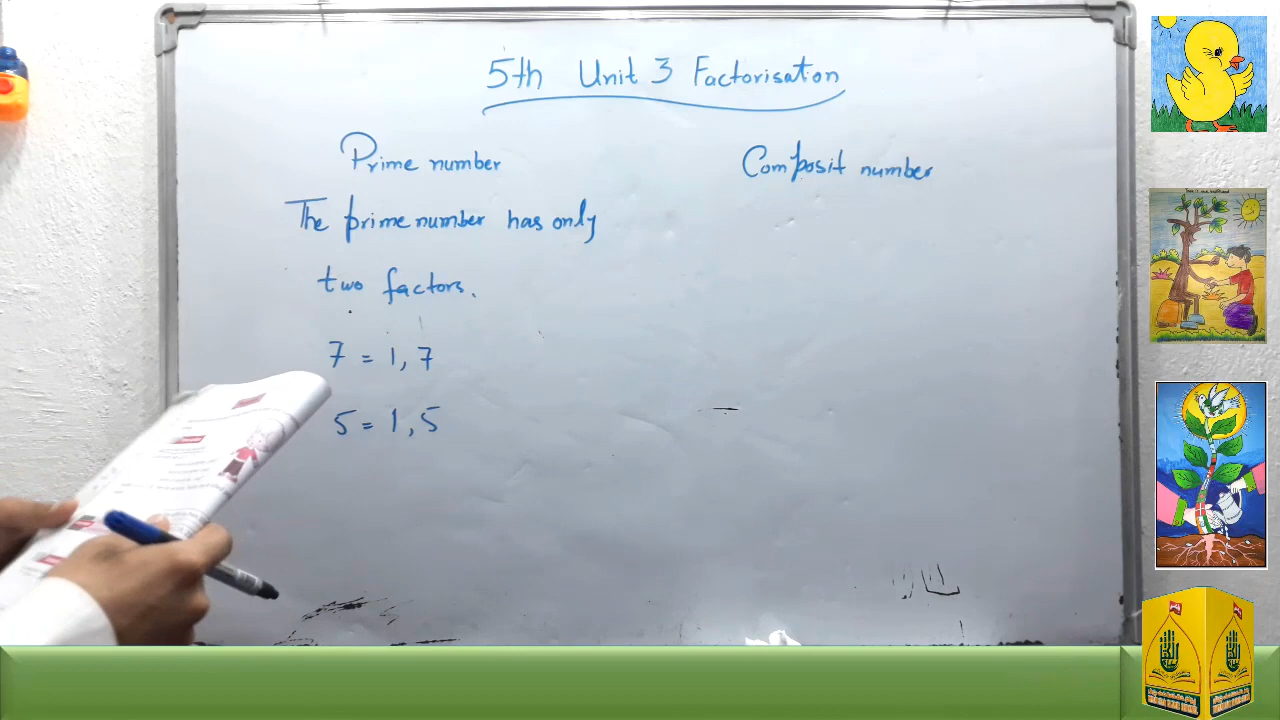 5th Unit 3 Factorisation
Prime number
The prime number has only
two factors.
7 = 1, 7
5 = 1, 5
Composit number